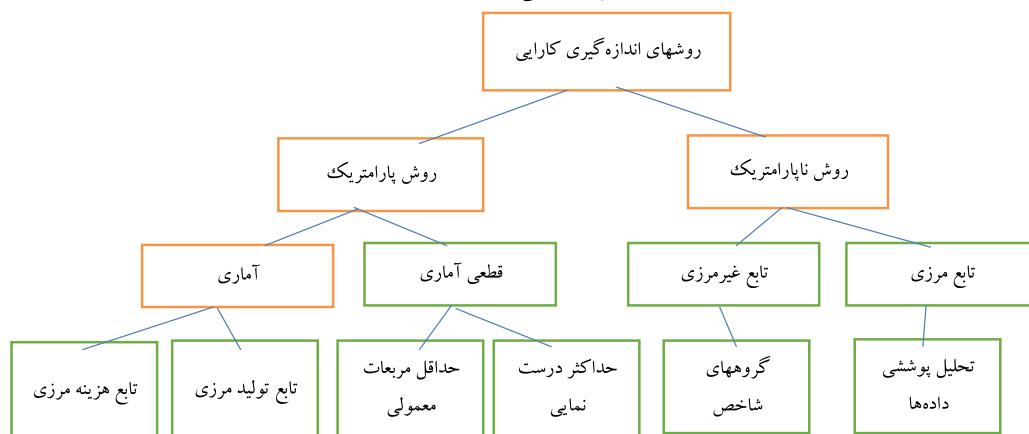 روشهای اندازه‌گیری کارایی
روش ناپارامتریک
روش پارامتریک
تابع مرزی
تابع غیرمرزی
قطعی آماری
آماری
تحلیل پوششی
داده‌ها
گروههای
شاخص
حداکثر درست
نمایی
حداقل مربعات
معمولی
تابع تولید مرزی
تابع هزینه مرزی